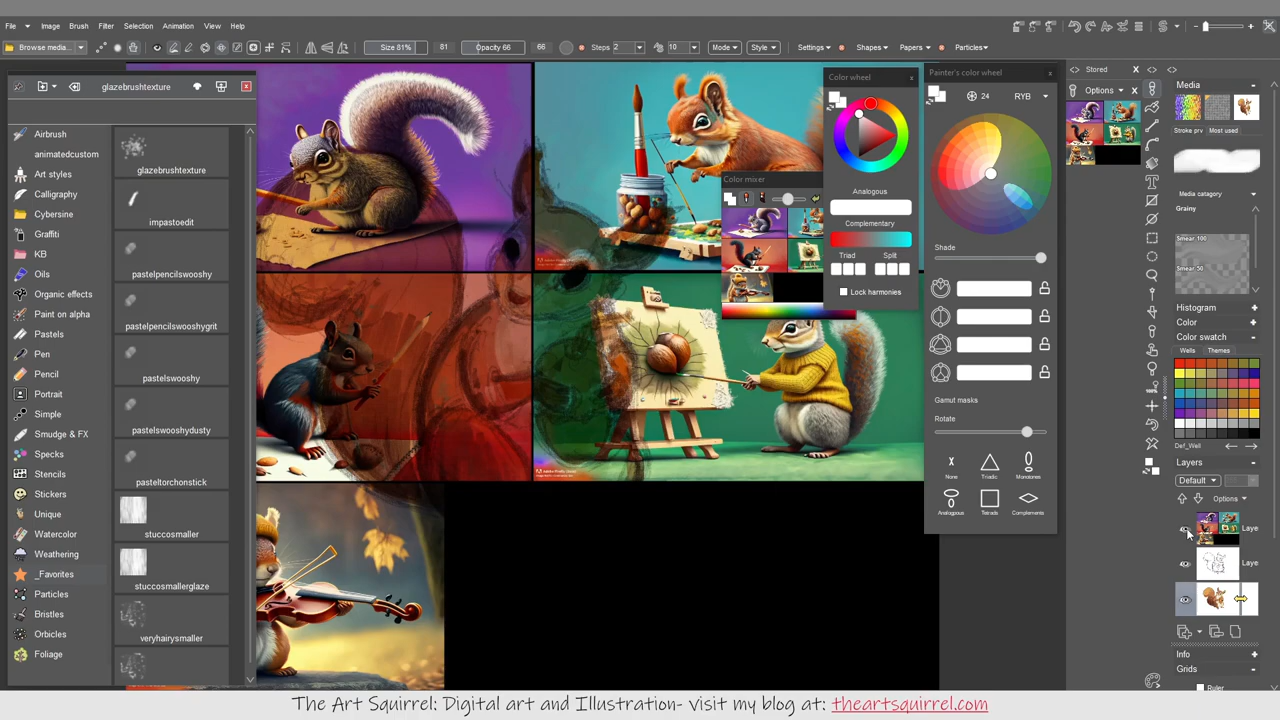 File Image Brush Filter Selection Animation View Help
Browse media... Size 81% 81 Opacity 66 66 Steps 2 10 Mode Style Settings Shapes Papers Particles
glazebrushtexture
Airbrush
animatedcustom
Art styles
Calligraphy
Cybersine
Graffiti
KB
Oils
Organic effects
Paint on alpha
Pastels
Pen
Pencil
Portrait
Simple
Smudge & FX
Specks
Stencils
Stickers
Unique
Watercolor
Weathering
_Favorites
Particles
Bristles
Orbicles
Foliage
glazebrushtexture
impastoedit
pastelpencilswooshy
pastelpencilswooshygrit
pastelswooshy
pastelswooshydusty
pasteltorchonstick
stuccosmaller
stuccosmallerglaze
veryhairysmaller
Color mixer
Color wheel x
Analogous
Complementary
Triad Split
Lock harmonies
Painter's color wheel x
24 RYB
Shade
Gamut masks
Rotate
None Triadic Monotones
Analogous Tetrads Complements
Stored X
Options X
Media
Stroke prv Most used
Media catagory
Grainy
Smear 100
Smear 50
Histogram
Color
Color swatch
Wells Themes
Def_Well
Layers
Default
Options
Laye
Laye
Info
Grids
Ruler
The Art Squirrel: Digital art and Illustration- visit my blog at: theartsquirrel.com